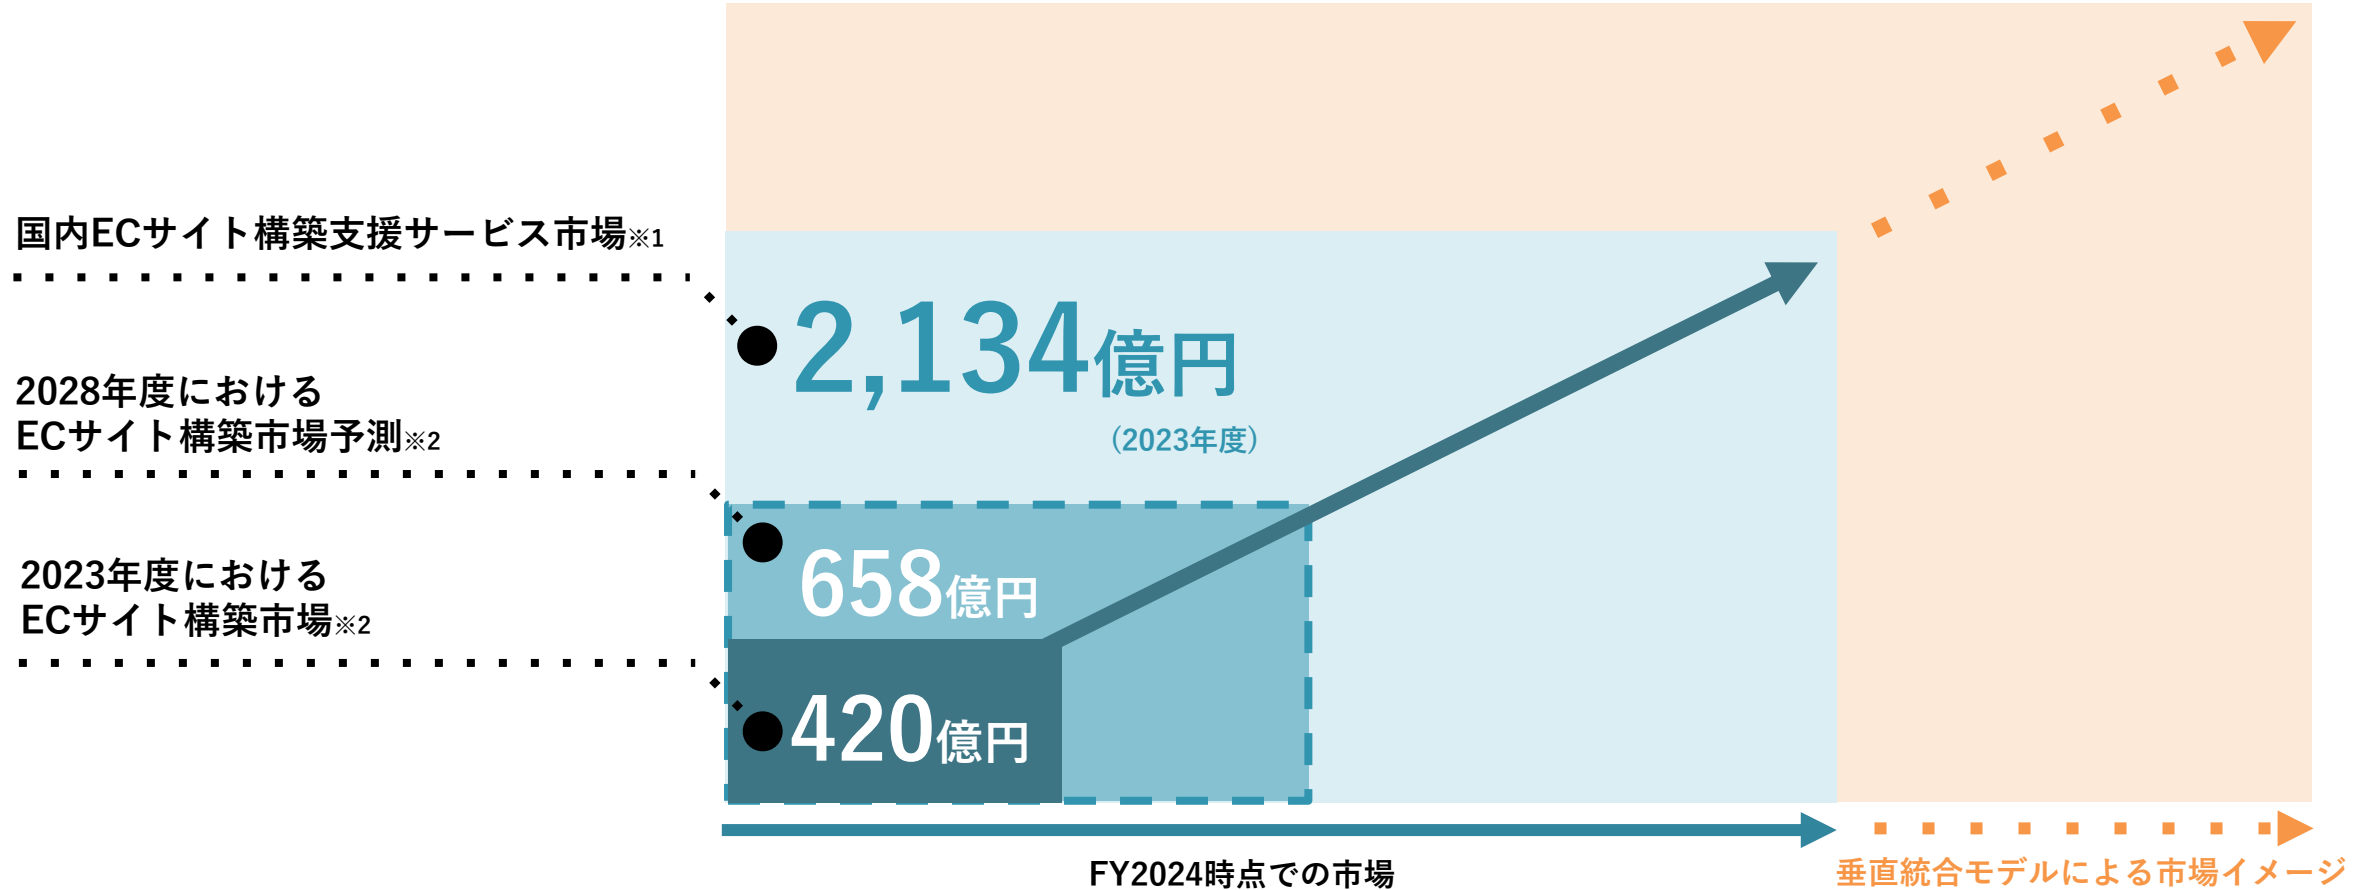 国内ECサイト構築支援サービス市場※1
2,134億円
(2023年度)
2028年度における
ECサイト構築市場予測※2
658億円
2023年度における
ECサイト構築市場※2
420億円
FY2024時点での市場
垂直統合モデルによる市場イメージ